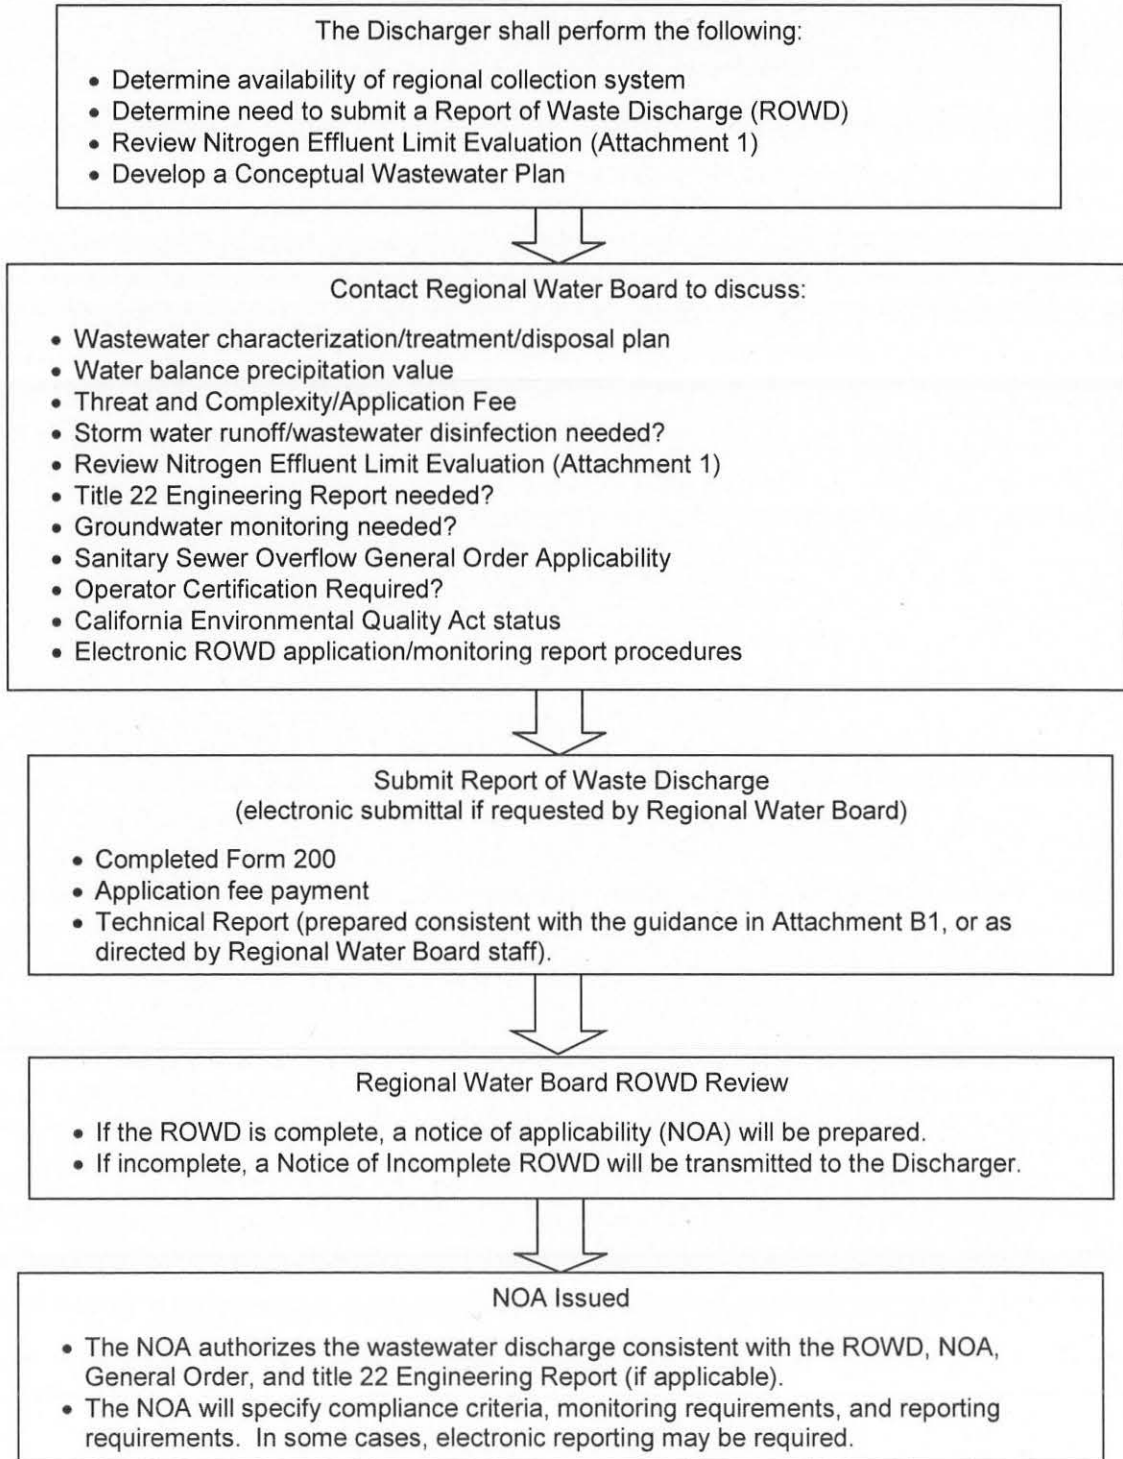 The Discharger shall perform the following:
• Determine availability of regional collection system
• Determine need to submit a Report of Waste Discharge (ROWD)
• Review Nitrogen Effluent Limit Evaluation (Attachment 1)
• Develop a Conceptual Wastewater Plan
Contact Regional Water Board to discuss:
• Wastewater characterization/treatment/disposal plan
• Water balance precipitation value
• Threat and Complexity/Application Fee
• Storm water runoff/wastewater disinfection needed?
• Review Nitrogen Effluent Limit Evaluation (Attachment 1)
• Title 22 Engineering Report needed?
• Groundwater monitoring needed?
• Sanitary Sewer Overflow General Order Applicability
• Operator Certification Required?
• California Environmental Quality Act status
• Electronic ROWD application/monitoring report procedures
Submit Report of Waste Discharge
(electronic submittal if requested by Regional Water Board)
• Completed Form 200
• Application fee payment
• Technical Report (prepared consistent with the guidance in Attachment B1, or as
directed by Regional Water Board staff).
Regional Water Board ROWD Review
• If the ROWD is complete, a notice of applicability (NOA) will be prepared.
• If incomplete, a Notice of Incomplete ROWD will be transmitted to the Discharger.
NOA Issued
• The NOA authorizes the wastewater discharge consistent with the ROWD, NOA,
General Order, and title 22 Engineering Report (if applicable).
• The NOA will specify compliance criteria, monitoring requirements, and reporting
requirements. In some cases, electronic reporting may be required.